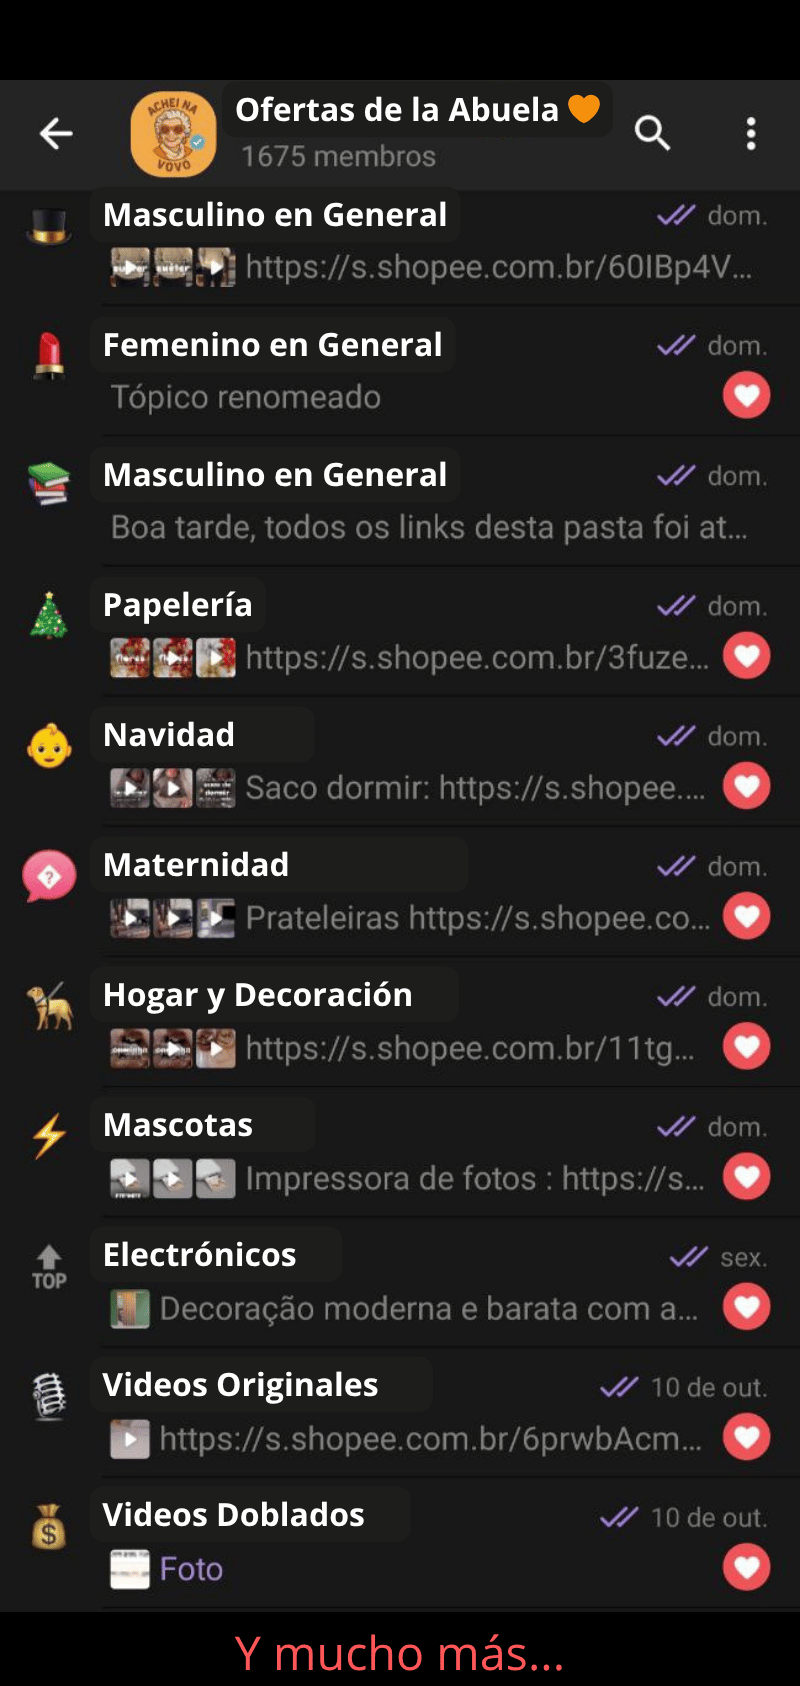 ACHEI NA
VOVO
Ofertas de la Abuela 🧡
1675 membros
Masculino en General
dom.
https://s.shopee.com.br/60IBp4V...
Femenino en General
dom.
Tópico renomeado
Masculino en General
dom.
Boa tarde, todos os links desta pasta foi at...
Papelería
dom.
https://s.shopee.com.br/3fuze...
Navidad
dom.
Saco dormir: https://s.shopee....
Maternidad
dom.
Prateleiras https://s.shopee.co...
Hogar y Decoración
dom.
https://s.shopee.com.br/11tg...
Mascotas
dom.
Impressora de fotos : https://s...
TOP
Electrónicos
sex.
Decoração moderna e barata com a...
Videos Originales
10 de out.
https://s.shopee.com.br/6prwbAcm...
Videos Doblados
10 de out.
Foto
Y mucho más...